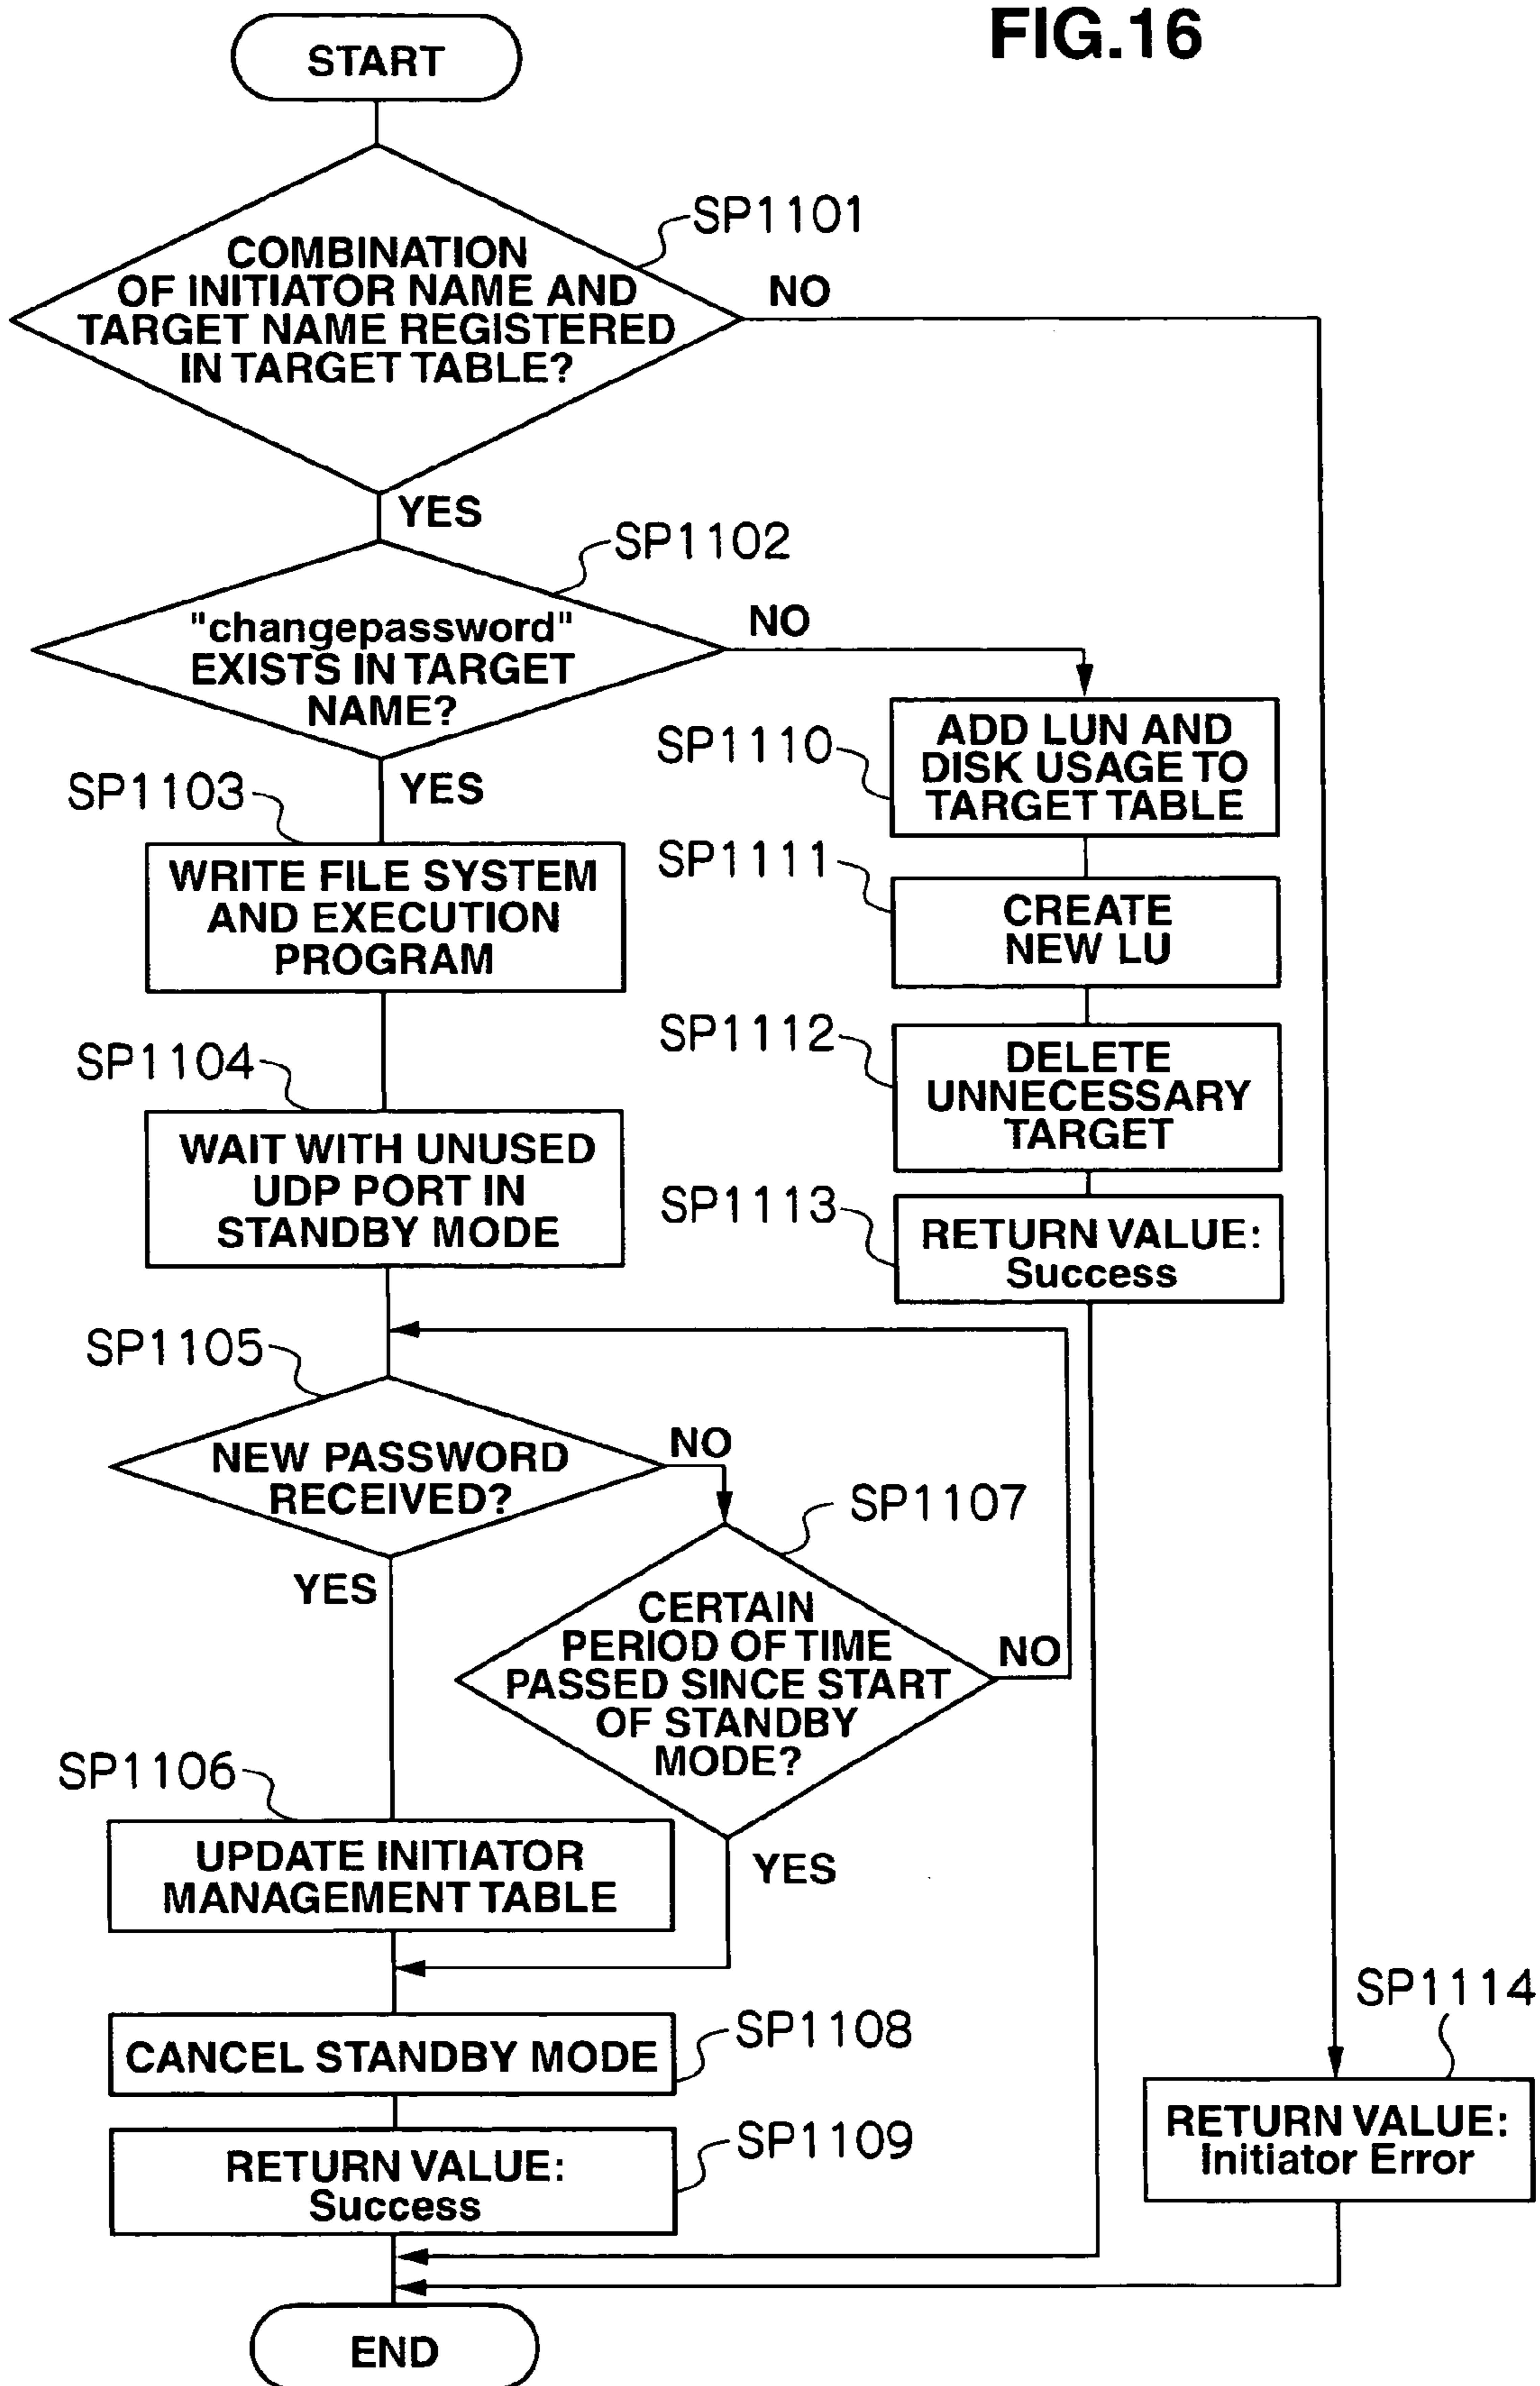 FIG.16
START
SP1101
COMBINATION
OF INITIATOR NAME AND
TARGET NAME REGISTERED
IN TARGET TABLE?
NO
YES
SP1102
"changepassword"
EXISTS IN TARGET
NAME?
NO
YES
SP1103
WRITE FILE SYSTEM
AND EXECUTION
PROGRAM
SP1104
WAIT WITH UNUSED
UDP PORT IN
STANDBY MODE
SP1110
ADD LUN AND
DISK USAGE TO
TARGET TABLE
SP1111
CREATE
NEW LU
SP1112
DELETE
UNNECESSARY
TARGET
SP1113
RETURN VALUE:
Success
SP1105
NEW PASSWORD
RECEIVED?
NO
YES
SP1107
CERTAIN
PERIOD OF TIME
PASSED SINCE START
OF STANDBY
MODE?
NO
YES
SP1106
UPDATE INITIATOR
MANAGEMENT TABLE
SP1108
CANCEL STANDBY MODE
SP1109
RETURN VALUE:
Success
SP1114
RETURN VALUE:
Initiator Error
END